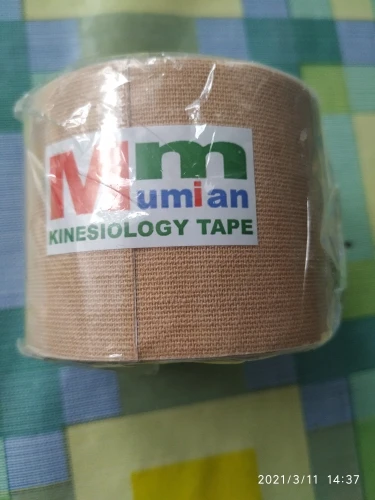 Mm
umian
KINESIOLOGY TAPE
2021/3/11 14:37